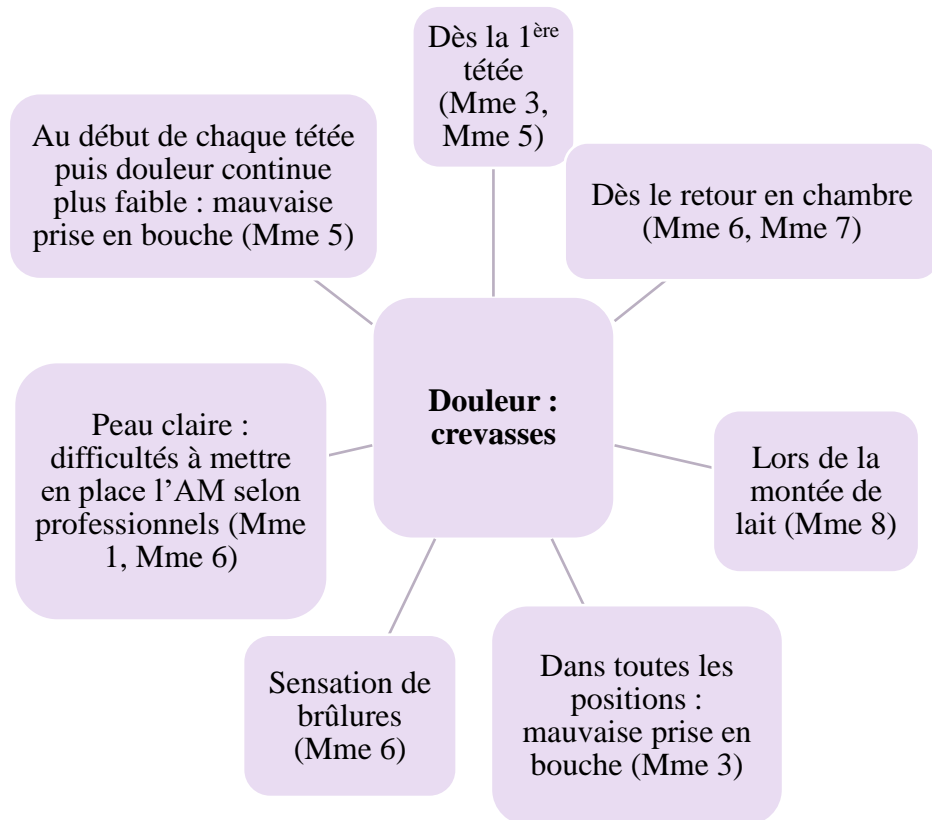 Dès la 1ère
tétée
(Mme 3,
Mme 5)
Dès le retour en chambre
(Mme 6, Mme 7)
Lors de la
montée de
lait (Mme 8)
Dans toutes les
positions :
mauvaise prise en
bouche (Mme 3)
Sensation de
brûlures
(Mme 6)
Peau claire :
difficultés à mettre
en place l’AM selon
professionnels (Mme
1, Mme 6)
Au début de chaque tétée
puis douleur continue
plus faible : mauvaise
prise en bouche (Mme 5)
Douleur :
crevasses